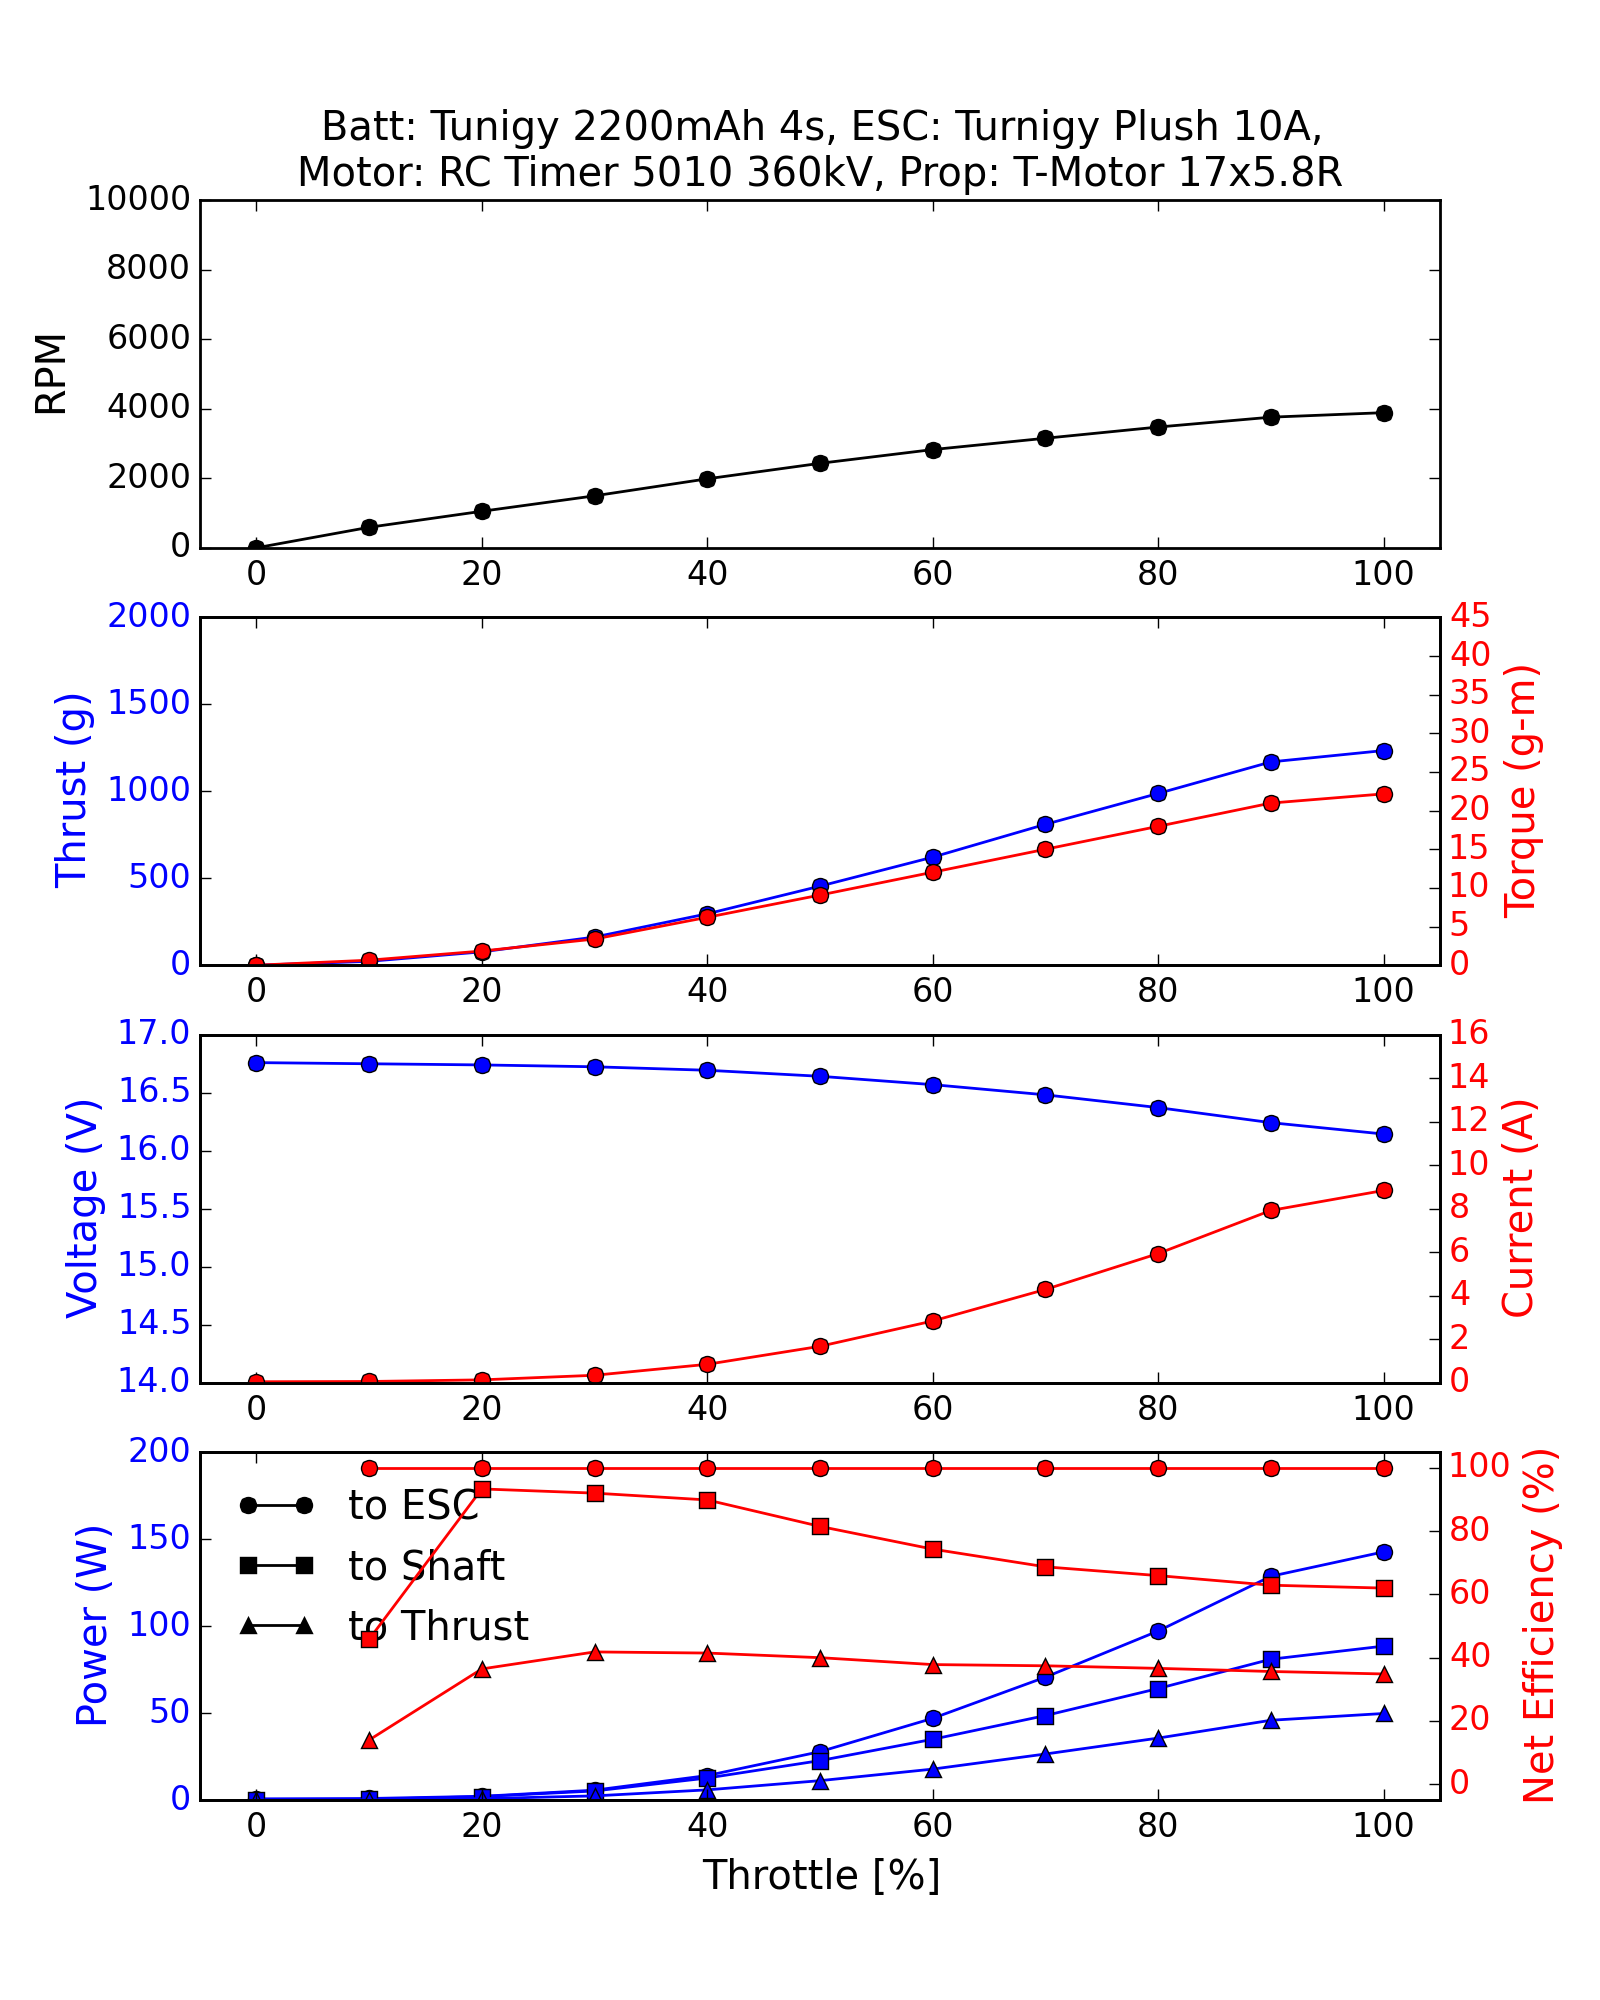 Batt: Tunigy 2200mAh 4s, ESC: Turnigy Plush 10A,
Motor: RC Timer 5010 360kV, Prop: T-Motor 17x5.8R
10000
8000
6000
4000
2000
0
RPM
0 20 40 60 80 100
2000
1500
1000
500
0
Thrust (g)
45
40
35
30
25
20
15
10
5
0
Torque (g-m)
0 20 40 60 80 100
17.0
16.5
16.0
15.5
15.0
14.5
14.0
Voltage (V)
16
14
12
10
8
6
4
2
0
Current (A)
0 20 40 60 80 100
200
150
100
50
0
Power (W)
to ESC
to Shaft
to Thrust
100
80
60
40
20
0
Net Efficiency (%)
0 20 40 60 80 100
Throttle [%]